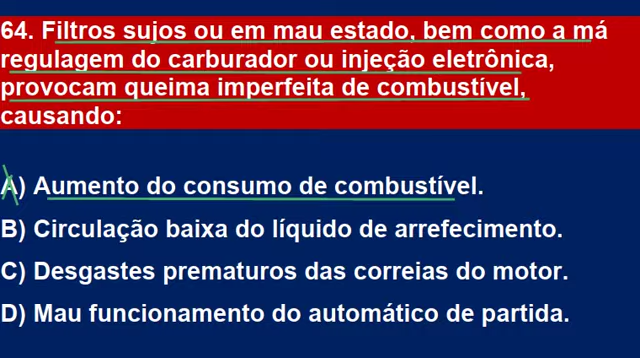 64. Filtros sujos ou em mau estado, bem como a má
regulagem do carburador ou injeção eletrônica,
provocam queima imperfeita de combustível,
causando:
A) Aumento do consumo de combustível.
B) Circulação baixa do líquido de arrefecimento.
C) Desgastes prematuros das correias do motor.
D) Mau funcionamento do automático de partida.